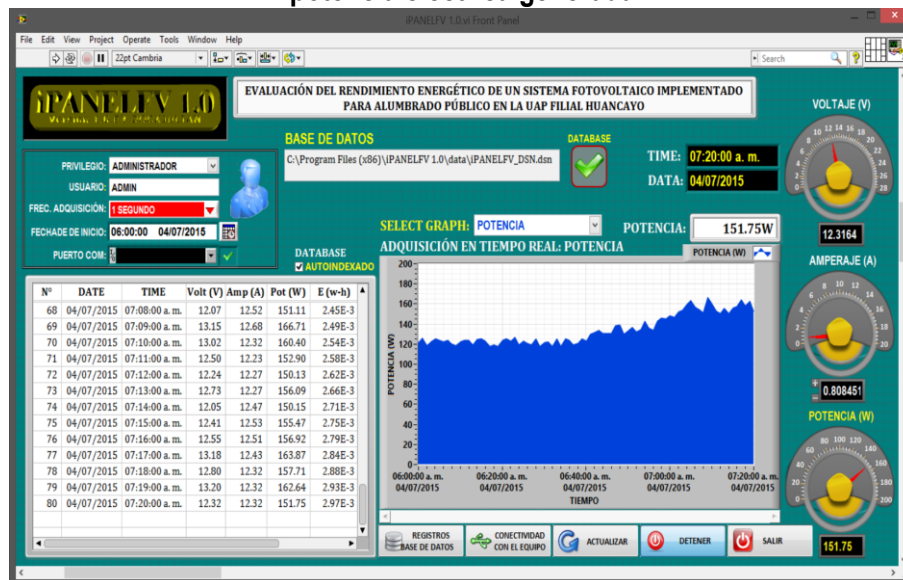 iPANELFV 1.0.vi Front Panel
File Edit View Project Operate Tools Window Help
22pt Cambria
Search
iPANELFV 1.0
EVALUACIÓN DEL RENDIMIENTO ENERGÉTICO DE UN SISTEMA FOTOVOLTAICO IMPLEMENTADO
PARA ALUMBRADO PÚBLICO EN LA UAP FILIAL HUANCAYO
BASE DE DATOS
C:\Program Files (x86)\iPANELFV 1.0\data\iPANELFV_DSN.dsn
DATABASE
TIME: 07:20:00 a. m.
DATA: 04/07/2015
PRIVILEGIO: ADMINISTRADOR
USUARIO: ADMIN
FREC. ADQUISICIÓN: 1 SEGUNDO
FECHADE DE INICIO: 06:00:00 04/07/2015
PUERTO COM:
DATABASE
AUTOINDEXADO
SELECT GRAPH: POTENCIA
POTENCIA: 151.75W
ADQUISICIÓN EN TIEMPO REAL: POTENCIA
POTENCIA (W)
N° DATE TIME Volt (V) Amp (A) Pot (W) E (w-h)
68 04/07/2015 07:08:00 a. m. 12.07 12.52 151.11 2.45E-3
69 04/07/2015 07:09:00 a. m. 13.15 12.68 166.71 2.49E-3
70 04/07/2015 07:10:00 a. m. 13.02 12.32 160.40 2.54E-3
71 04/07/2015 07:11:00 a. m. 12.50 12.23 152.90 2.58E-3
72 04/07/2015 07:12:00 a. m. 12.24 12.27 150.13 2.62E-3
73 04/07/2015 07:13:00 a. m. 12.73 12.27 156.09 2.66E-3
74 04/07/2015 07:14:00 a. m. 12.05 12.47 150.15 2.71E-3
75 04/07/2015 07:15:00 a. m. 12.41 12.53 155.47 2.75E-3
76 04/07/2015 07:16:00 a. m. 12.55 12.51 156.92 2.79E-3
77 04/07/2015 07:17:00 a. m. 13.18 12.43 163.87 2.84E-3
78 04/07/2015 07:18:00 a. m. 12.80 12.32 157.71 2.88E-3
79 04/07/2015 07:19:00 a. m. 13.20 12.32 162.64 2.93E-3
80 04/07/2015 07:20:00 a. m. 12.32 12.32 151.75 2.97E-3
POTENCIA (W)
200
180
160
140
120
100
80
60
40
20
0
06:00:00 a. m. 06:20:00 a. m. 06:40:00 a. m. 07:00:00 a. m. 07:20:00 a. m.
04/07/2015 04/07/2015 04/07/2015 04/07/2015 04/07/2015
TIEMPO
REGISTROS
BASE DE DATOS
CONECTIVIDAD
CON EL EQUIPO
ACTUALIZAR
DETENER
SALIR
VOLTAJE (V)
12.3164
AMPERAJE (A)
0.808451
POTENCIA (W)
151.75